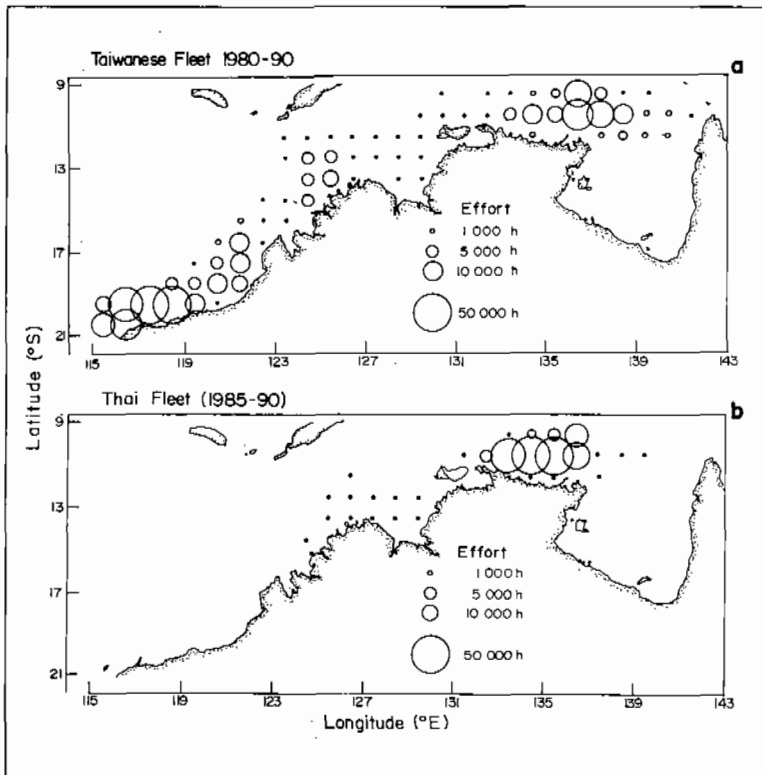 Taiwanese Fleet 1980-90
a
9
13
17
21
Effort
1 000 h
5 000 h
10 000 h
50 000 h
115
119
123
127
131
135
139
143
Latitude (°S)
Thai Fleet (1985-90)
b
9
13
17
21
Effort
1 000 h
5 000 h
10 000 h
50 000 h
115
119
123
127
131
135
139
143
Longitude (°E)